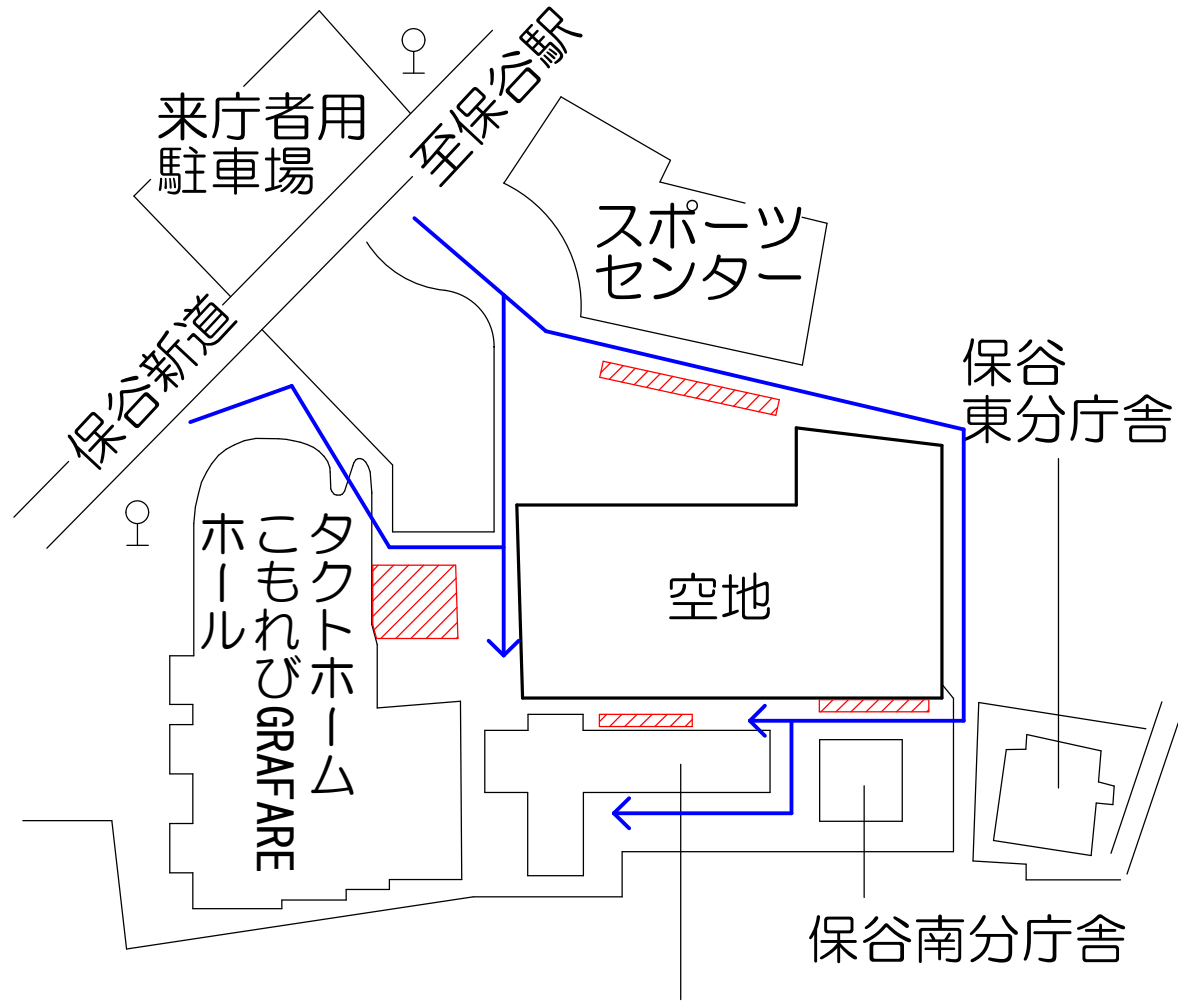 来庁者用
駐車場
至保谷駅
スポーツ
センター
保谷新道
保谷
東分庁舎
タクトホーム
こもれびGRAFARE
ホール
空地
保谷南分庁舎